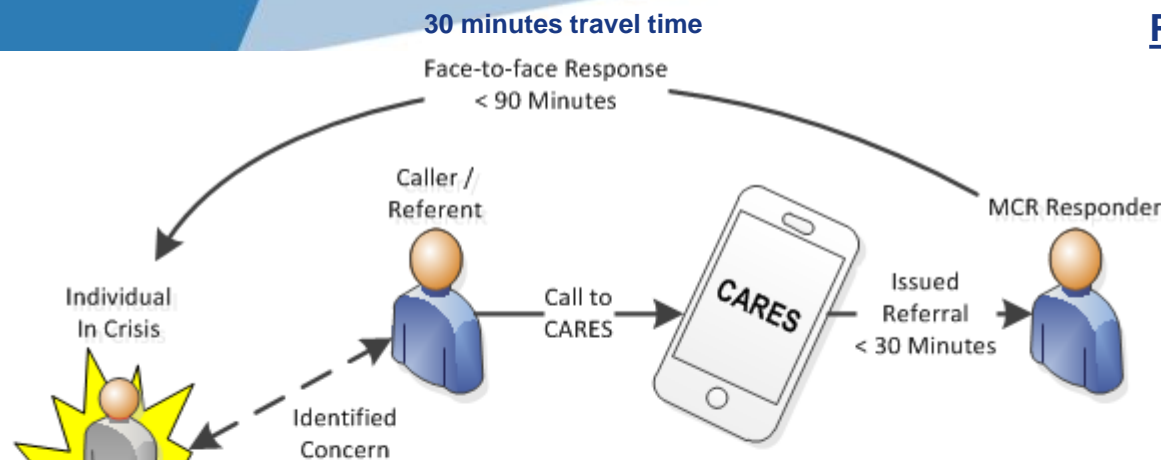 30 minutes travel time
F
Face-to-face Response
< 90 Minutes
Caller /
Referent
MCR Responder
Individual
In Crisis
Call to
CARES
CARES
Issued
Referral
< 30 Minutes
Identified
Concern